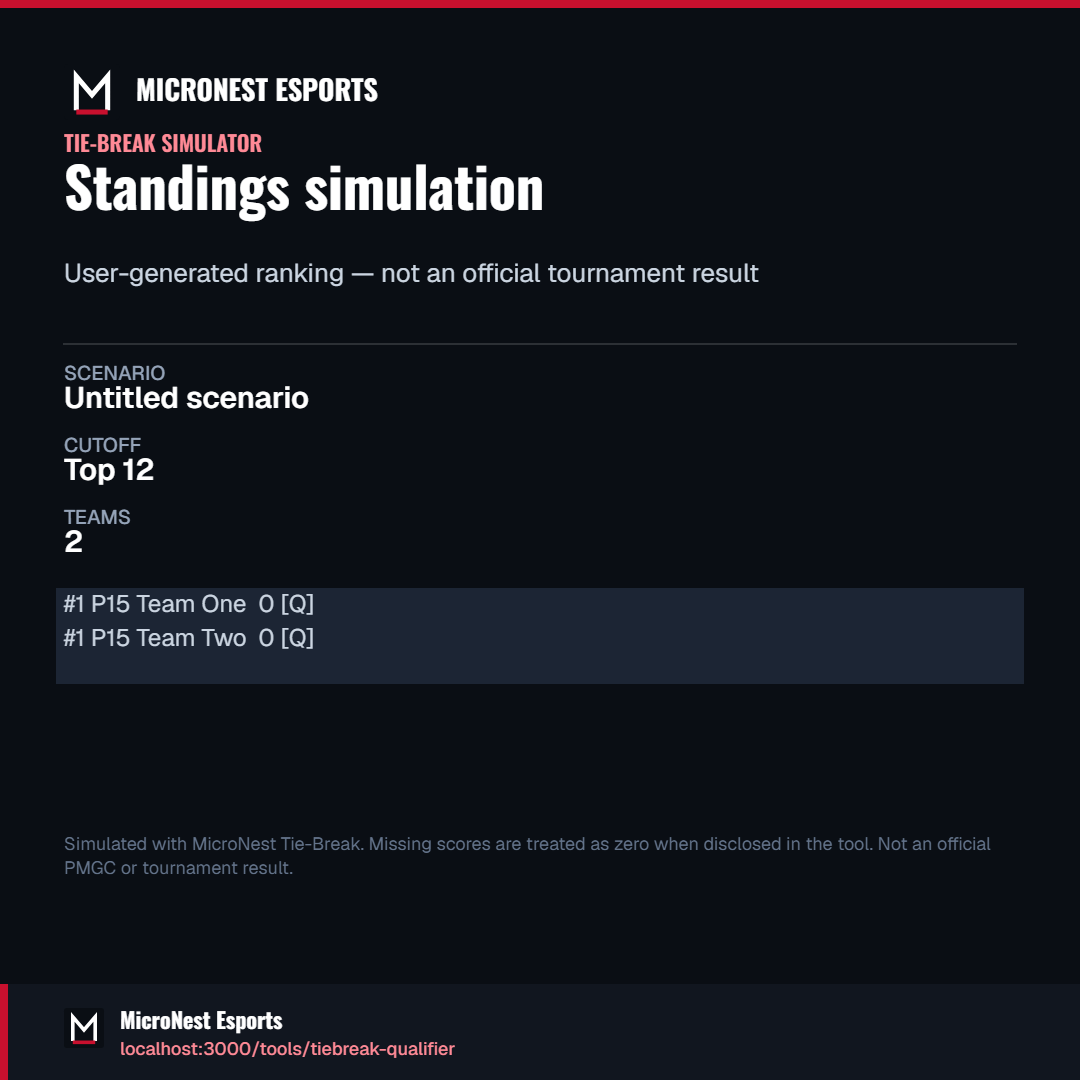 MICRONEST ESPORTS
TIE-BREAK SIMULATOR
Standings simulation
User-generated ranking — not an official tournament result
SCENARIO
Untitled scenario
CUTOFF
Top 12
TEAMS
2
#1 P15 Team One  0 [Q]
#1 P15 Team Two  0 [Q]
Simulated with MicroNest Tie-Break. Missing scores are treated as zero when disclosed in the tool. Not an official
PMGC or tournament result.
MicroNest Esports
localhost:3000/tools/tiebreak-qualifier